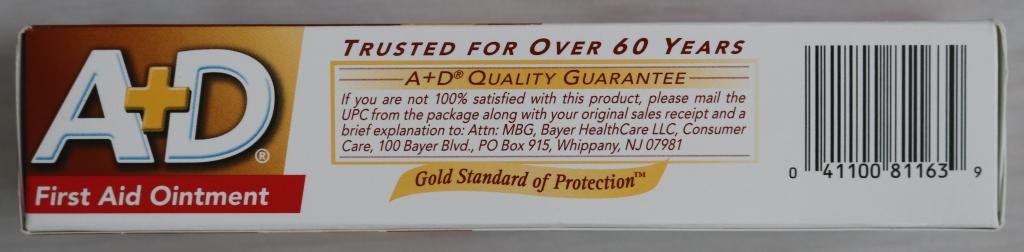 A+D®
First Aid Ointment
TRUSTED FOR OVER 60 YEARS
A+D® QUALITY GUARANTEE
If you are not 100% satisfied with this product, please mail the
UPC from the package along with your original sales receipt and a
brief explanation to: Attn: MBG, Bayer HealthCare LLC, Consumer
Care, 100 Bayer Blvd., PO Box 915, Whippany, NJ 07981
Gold Standard of Protection™
0 41100 81163 9